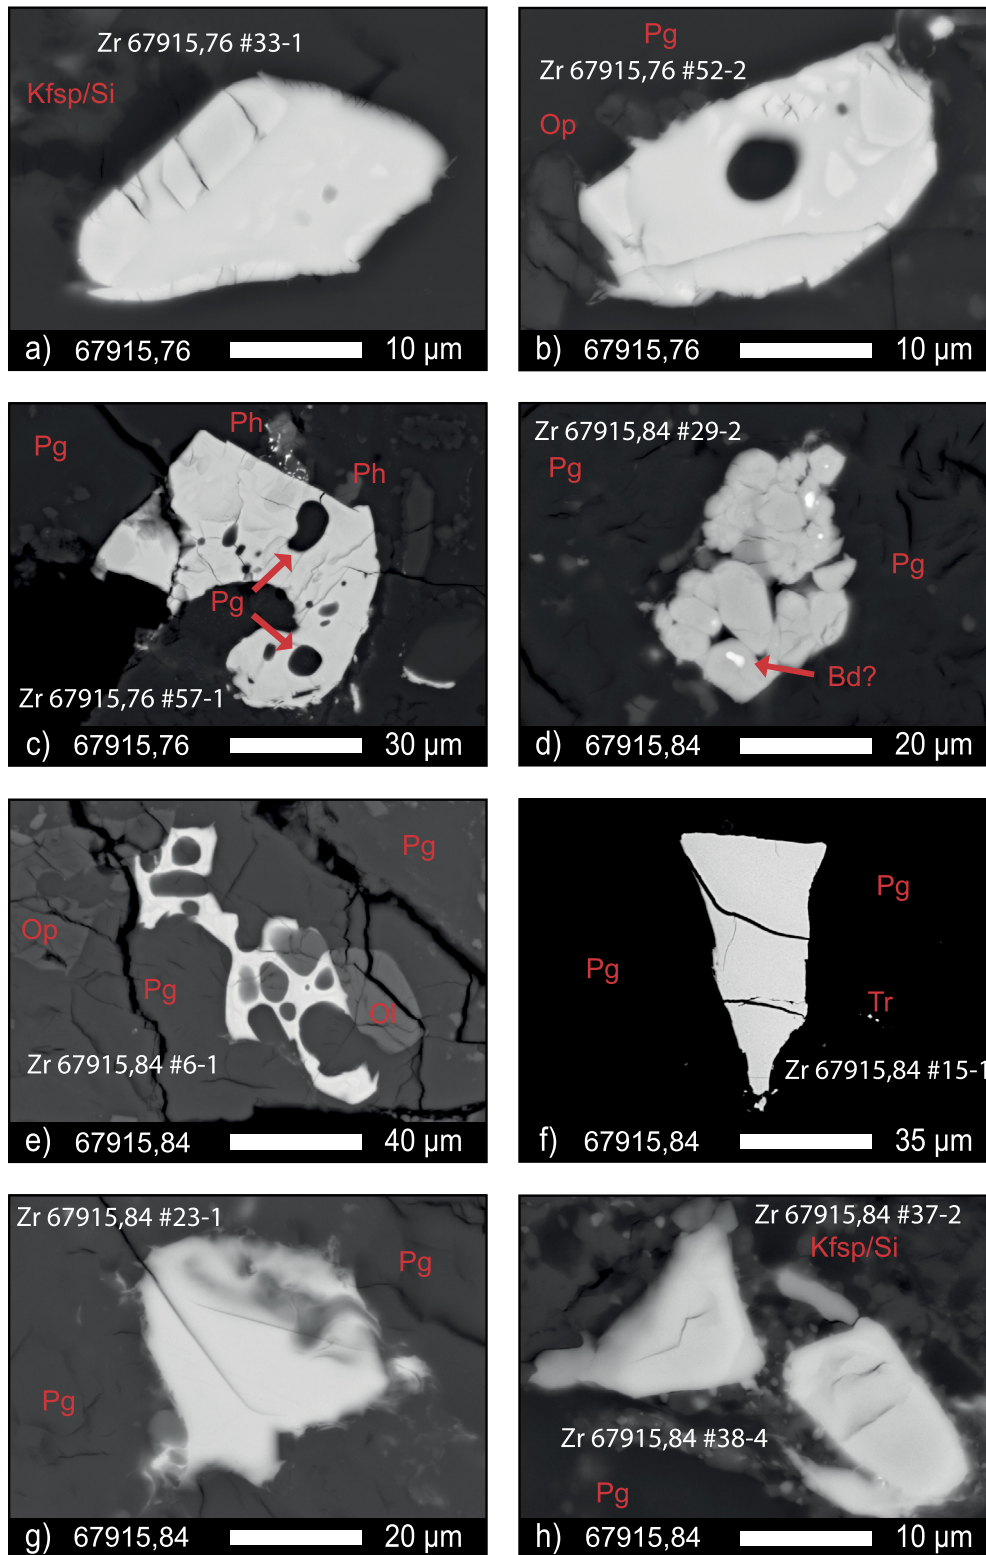 Zr 67915,76 #33-1
Kfsp/Si
a) 67915,76 10 µm
Pg
Zr 67915,76 #52-2
Op
b) 67915,76 10 µm
Ph
Pg
Ph
Pg
Zr 67915,76 #57-1
c) 67915,76 30 µm
Zr 67915,84 #29-2
Pg
Pg
Bd?
d) 67915,84 20 µm
Pg
Op
Pg
Ol
Zr 67915,84 #6-1
e) 67915,84 40 µm
Pg
Pg
Tr
Zr 67915,84 #15-1
f) 67915,84 35 µm
Zr 67915,84 #23-1
Pg
Pg
g) 67915,84 20 µm
Zr 67915,84 #37-2
Kfsp/Si
Zr 67915,84 #38-4
Pg
h) 67915,84 10 µm